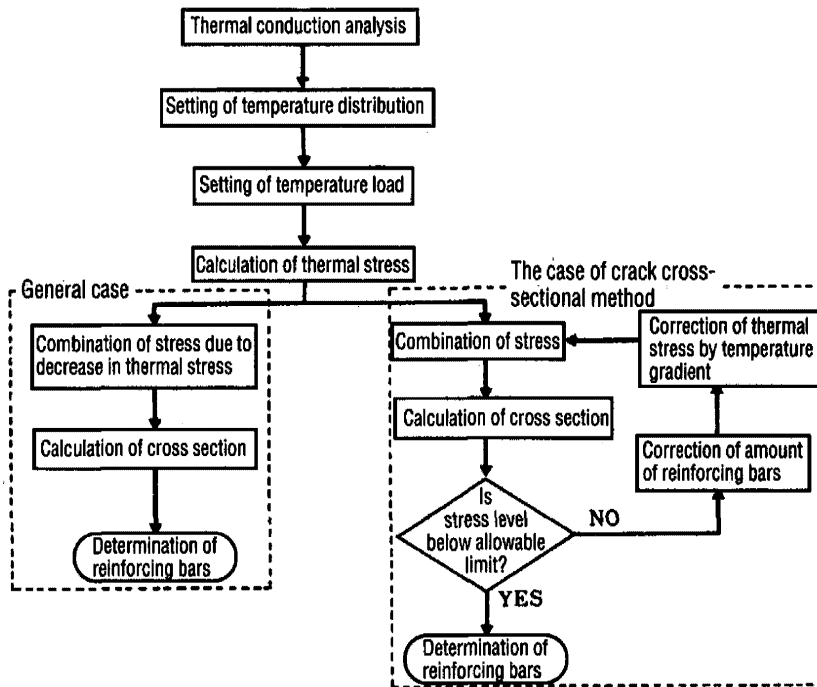 Thermal conduction analysis
Setting of temperature distribution
Setting of temperature load
Calculation of thermal stress
General case
Combination of stress due to
decrease in thermal stress
Calculation of cross section
Determination of
reinforcing bars
The case of crack cross-
sectional method
Combination of stress
Correction of thermal
stress by temperature
gradient
Calculation of cross section
Correction of amount
of reinforcing bars
Is
stress level
below allowable
limit?
NO
YES
Determination of
reinforcing bars